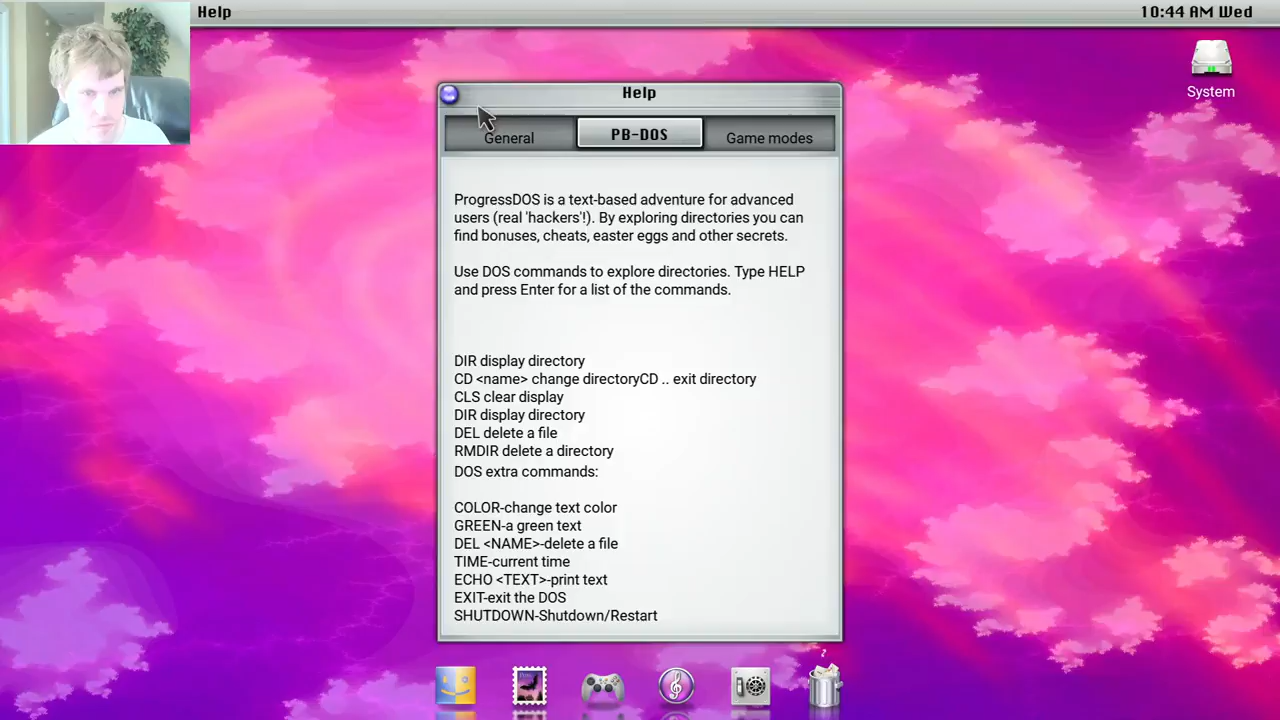 Help
10:44 AM Wed
System
Help
General
PB-DOS
Game modes
ProgressDOS is a text-based adventure for advanced
users (real 'hackers'!). By exploring directories you can
find bonuses, cheats, easter eggs and other secrets.
Use DOS commands to explore directories. Type HELP
and press Enter for a list of the commands.
DIR display directory
CD <name> change directoryCD .. exit directory
CLS clear display
DIR display directory
DEL delete a file
RMDIR delete a directory
DOS extra commands:
COLOR-change text color
GREEN-a green text
DEL <NAME>-delete a file
TIME-current time
ECHO <TEXT>-print text
EXIT-exit the DOS
SHUTDOWN-Shutdown/Restart